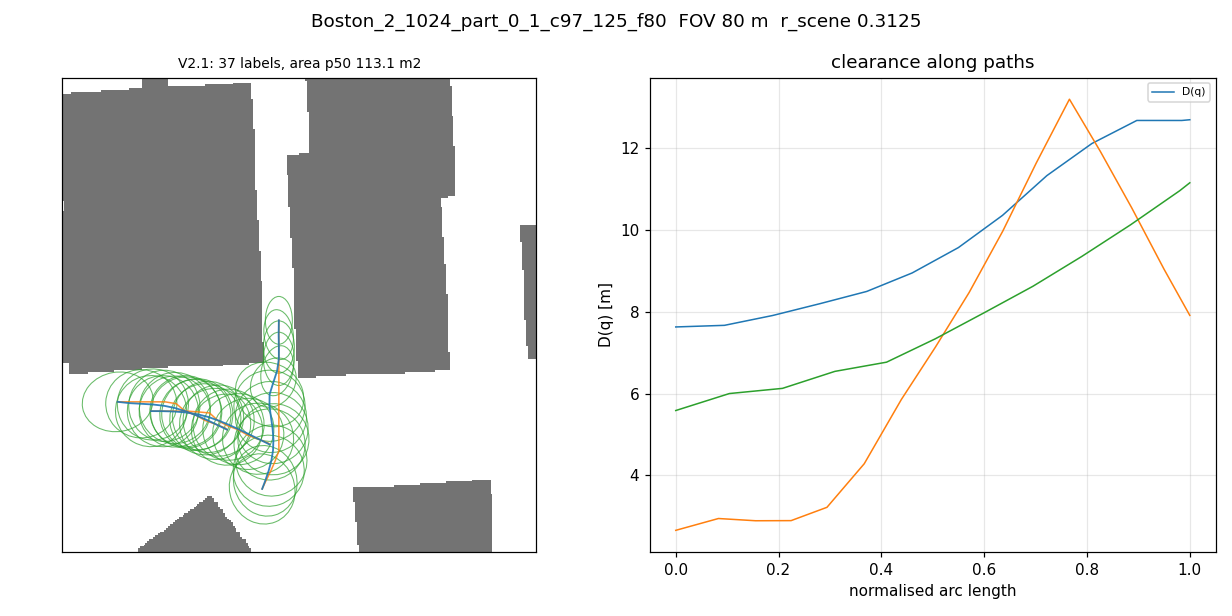 Boston_2_1024_part_0_1_c97_125_f80  FOV 80 m  r_scene 0.3125
V2.1: 37 labels, area p50 113.1 m2
clearance along paths
D(q)
12
10
8
6
4
D(q) [m]
0.0 0.2 0.4 0.6 0.8 1.0
normalised arc length